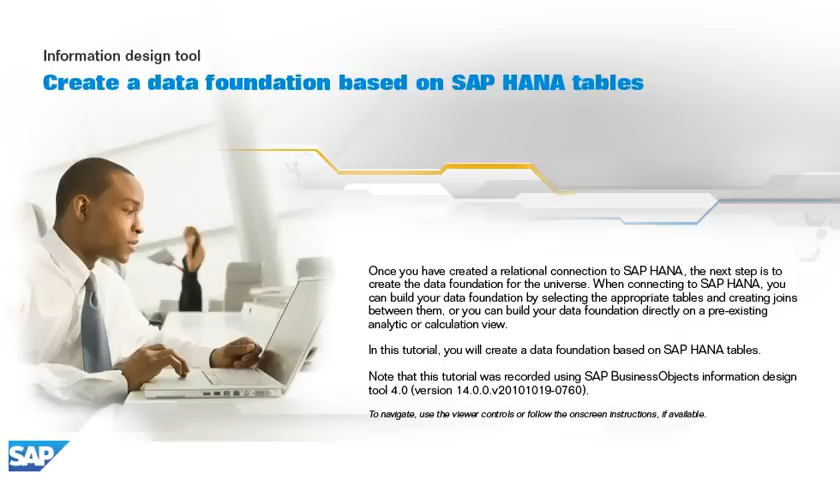 Information design tool
Create a data foundation based on SAP HANA tables
Once you have created a relational connection to SAP HANA, the next step is to
create the data foundation for the universe. When connecting to SAP HANA, you
can build your data foundation by selecting the appropriate tables and creating joins
between them, or you can build your data foundation directly on a pre-existing
analytic or calculation view.
In this tutorial, you will create a data foundation based on SAP HANA tables.
Note that this tutorial was recorded using SAP BusinessObjects information design
tool 4.0 (version 14.0.0.v20101019-0760).
To navigate, use the viewer controls or follow the onscreen instructions, if available.
SAP